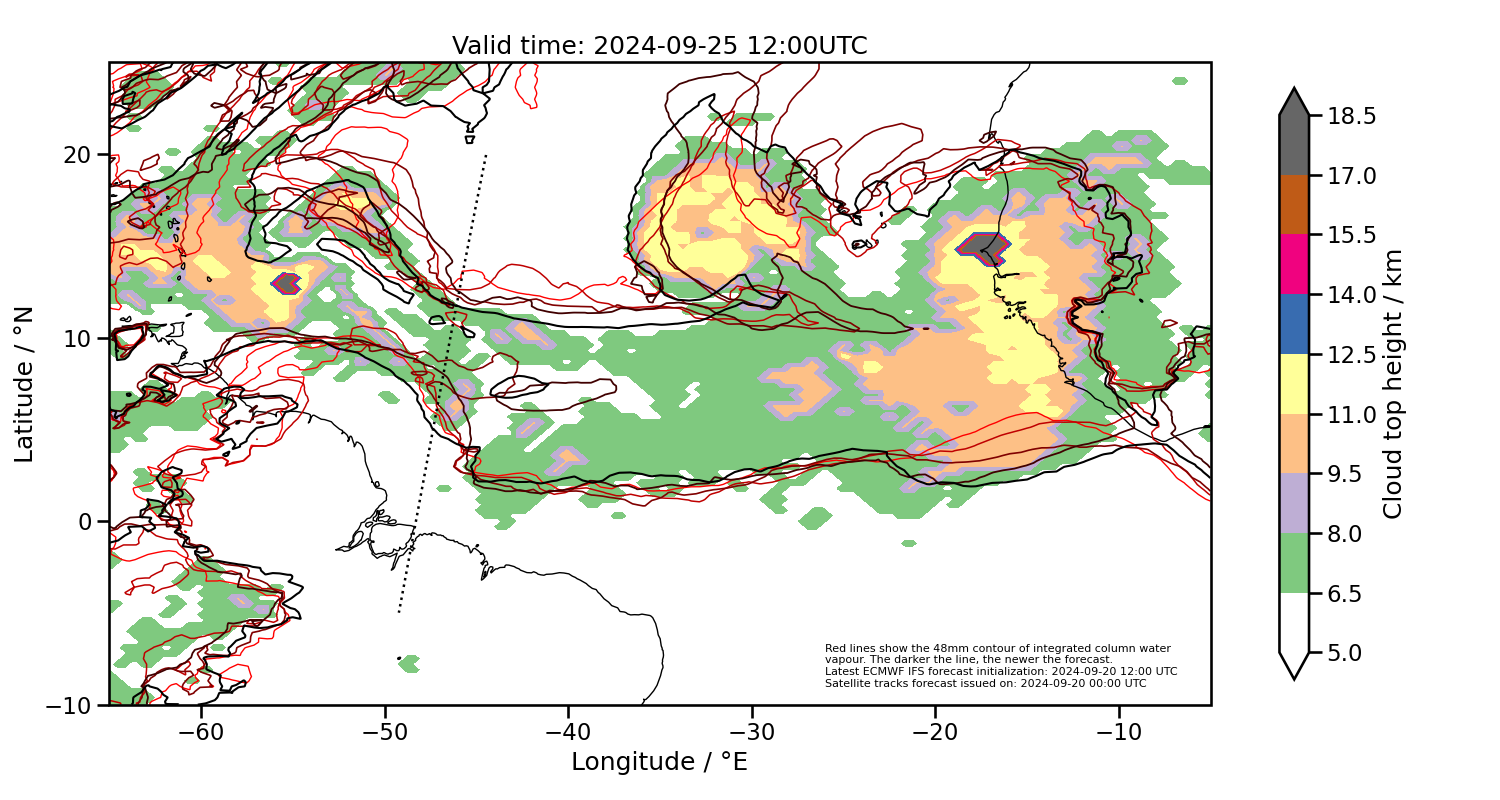 Valid time: 2024-09-25 12:00UTC
20
10
0
−10
Latitude / °N
−60
−50
−40
−30
−20
−10
Longitude / °E
Red lines show the 48mm contour of integrated column water
vapour. The darker the line, the newer the forecast.
Latest ECMWF IFS forecast initialization: 2024-09-20 12:00 UTC
Satellite tracks forecast issued on: 2024-09-20 00:00 UTC
18.5
17.0
15.5
14.0
12.5
11.0
9.5
8.0
6.5
5.0
Cloud top height / km